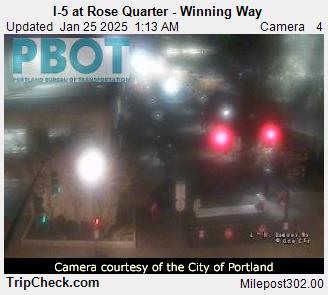 I-5 at Rose Quarter - Winning Way
Updated Jan 25 2025 1:13 AM Camera 4
PBOT
PORTLAND BUREAU OF TRANSPORTATION
Camera courtesy of the City of Portland
TripCheck.com Milepost302.00